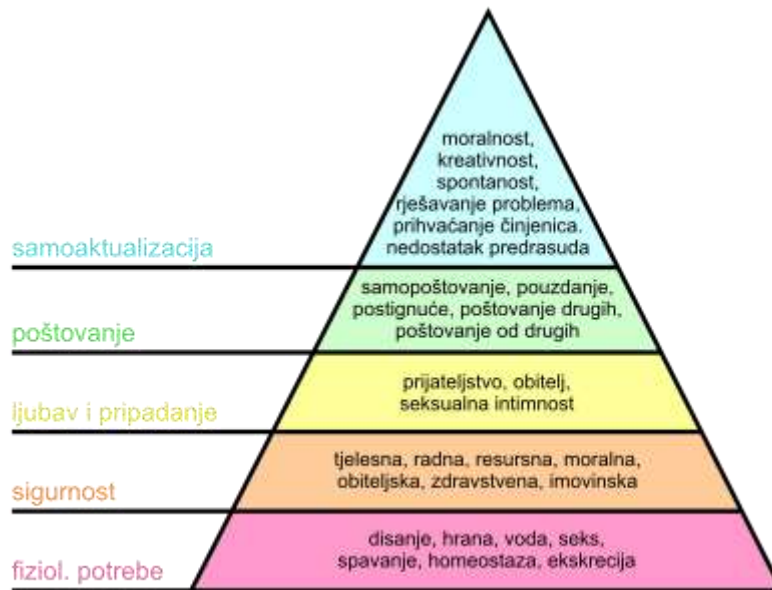 moralnost,
kreativnost,
spontanost,
rješavanje problema,
prihvaćanje činjenica.
nedostatak predrasuda
samoaktualizacija
samopoštovanje, pouzdanje,
postignuće, poštovanje drugih,
poštovanje od drugih
poštovanje
prijateljstvo, obitelj,
seksualna intimnost
ljubav i pripadanje
tjelesna, radna, resursna, moralna,
obiteljska, zdravstvena, imovinska
sigurnost
disanje, hrana, voda, seks,
spavanje, homeostaza, ekskrecija
fiziol. potrebe